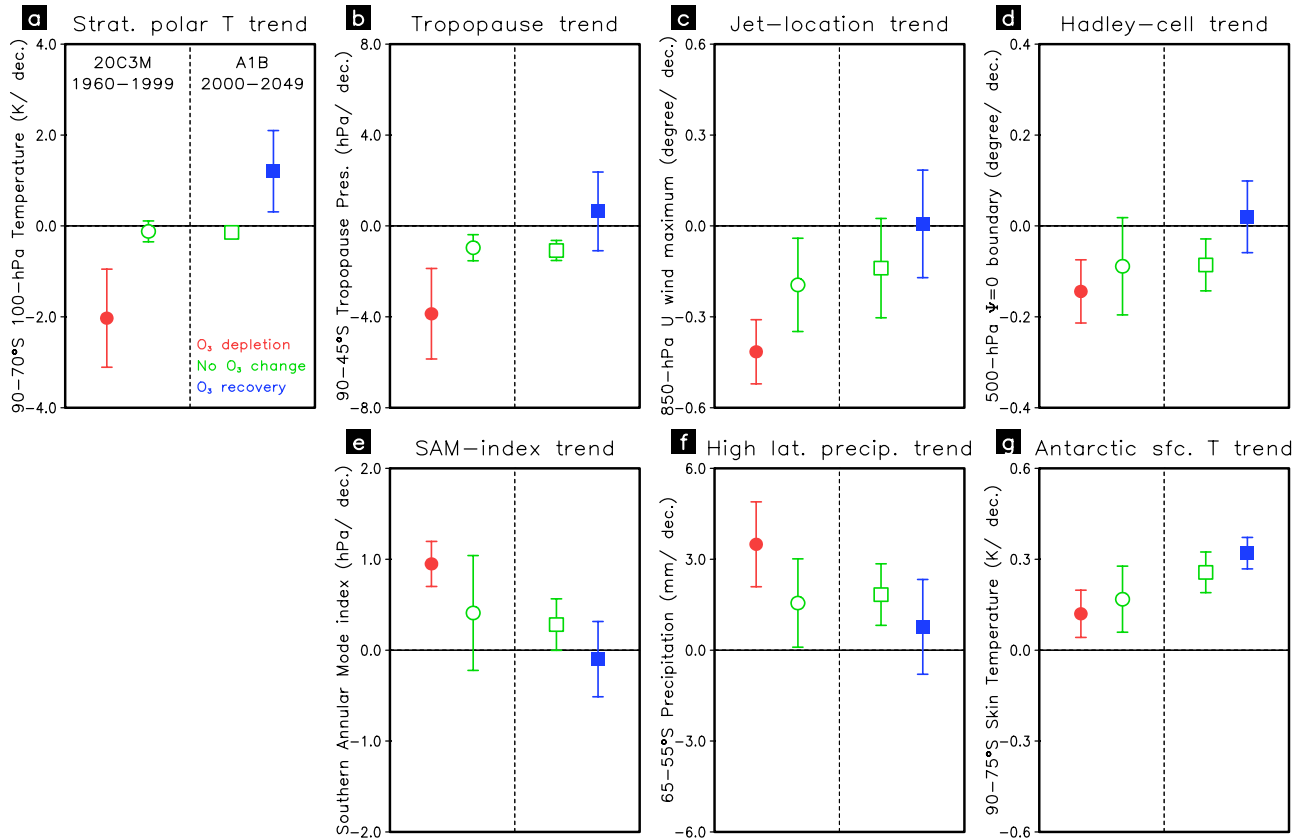 a Strat. polar T trend
90−70°S 100−hPa Temperature (K/ dec.)
4.0
2.0
0.0
−2.0
−4.0
20C3M
1960−1999
A1B
2000−2049
O₃ depletion
No O₃ change
O₃ recovery
b Tropopause trend
90−45°S Tropopause Pres. (hPa/ dec.)
8.0
4.0
0.0
−4.0
−8.0
c Jet−location trend
850−hPa U wind maximum (degree/ dec.)
0.6
0.3
0.0
−0.3
−0.6
d Hadley−cell trend
500−hPa Ψ=0 boundary (degree/ dec.)
0.4
0.2
0.0
−0.2
−0.4
e SAM−index trend
Southern Annular Mode index (hPa/ dec.)
2.0
1.0
0.0
−1.0
−2.0
f High lat. precip. trend
65−55°S Precipitation (mm/ dec.)
6.0
3.0
0.0
−3.0
−6.0
g Antarctic sfc. T trend
90−75°S Skin Temperature (K/ dec.)
0.6
0.3
0.0
−0.3
−0.6